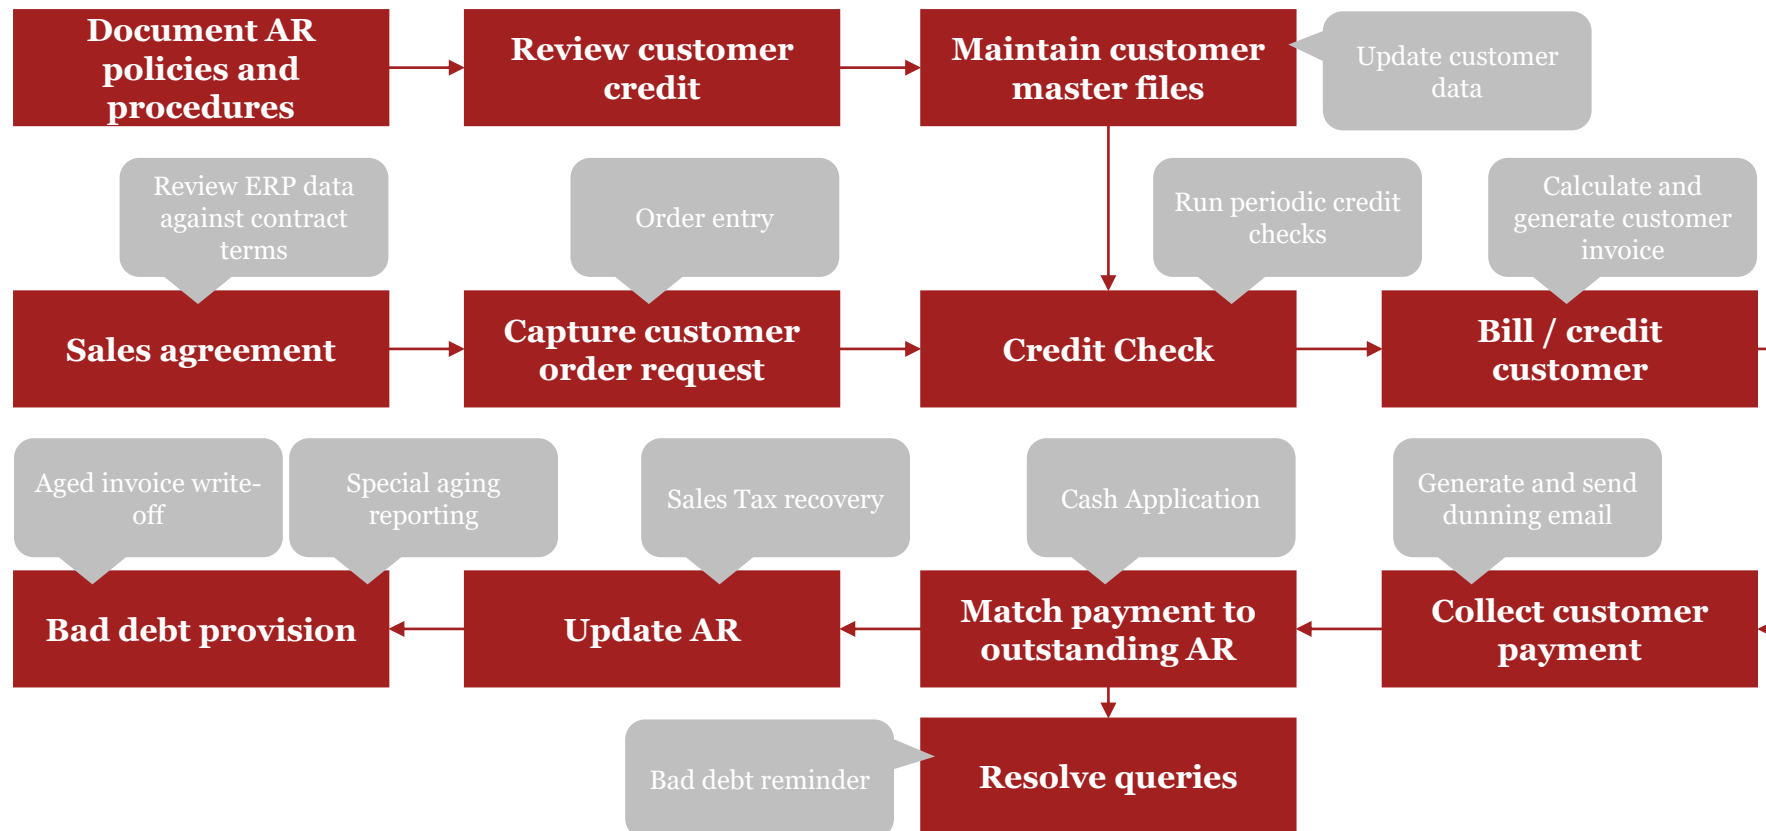 Document AR
policies and
procedures
Review customer
credit
Maintain customer
master files
Update customer
data
Review ERP data
against contract
terms
Order entry
Run periodic credit
checks
Calculate and
generate customer
invoice
Sales agreement
Capture customer
order request
Credit Check
Bill / credit
customer
Aged invoice write-
off
Special aging
reporting
Sales Tax recovery
Cash Application
Generate and send
dunning email
Bad debt provision
Update AR
Match payment to
outstanding AR
Collect customer
payment
Bad debt reminder
Resolve queries